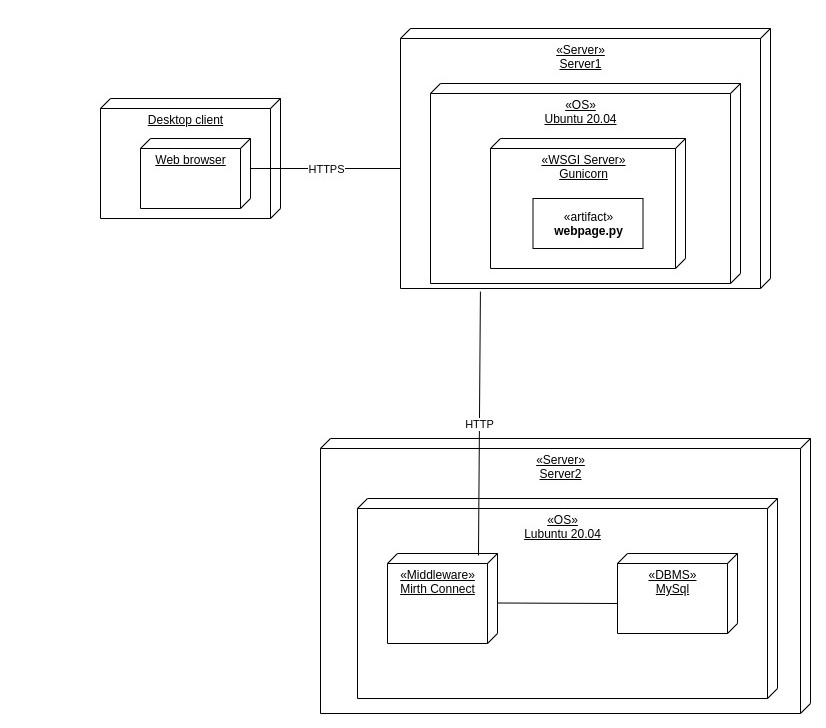 «Server»
Server1
«OS»
Ubuntu 20.04
Desktop client
Web browser
HTTPS
«WSGI Server»
Gunicorn
«artifact»
webpage.py
HTTP
«Server»
Server2
«OS»
Lubuntu 20.04
«Middleware»
Mirth Connect
«DBMS»
MySql